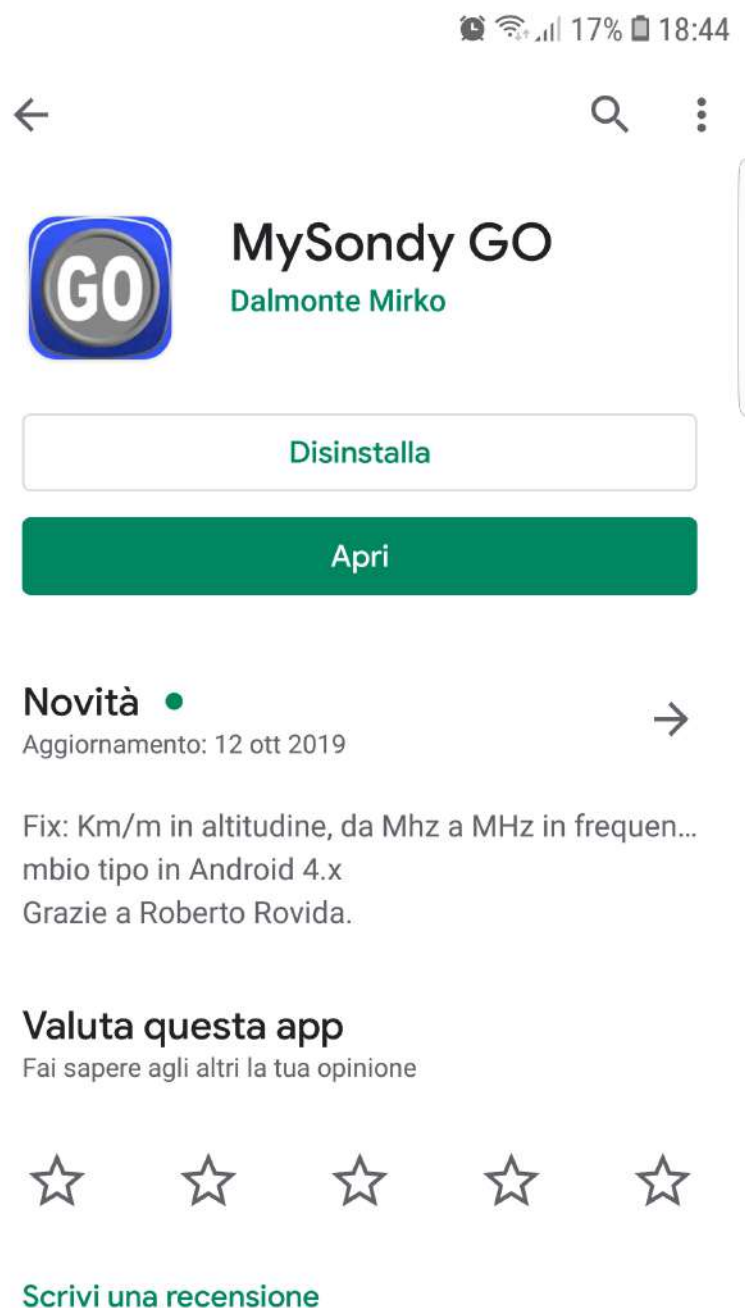 17% 18:44
GO
MySondy GO
Dalmonte Mirko
Disinstalla
Apri
Novità
Aggiornamento: 12 ott 2019
Fix: Km/m in altitudine, da Mhz a MHz in frequen...
mbio tipo in Android 4.x
Grazie a Roberto Rovida.
Valuta questa app
Fai sapere agli altri la tua opinione
Scrivi una recensione